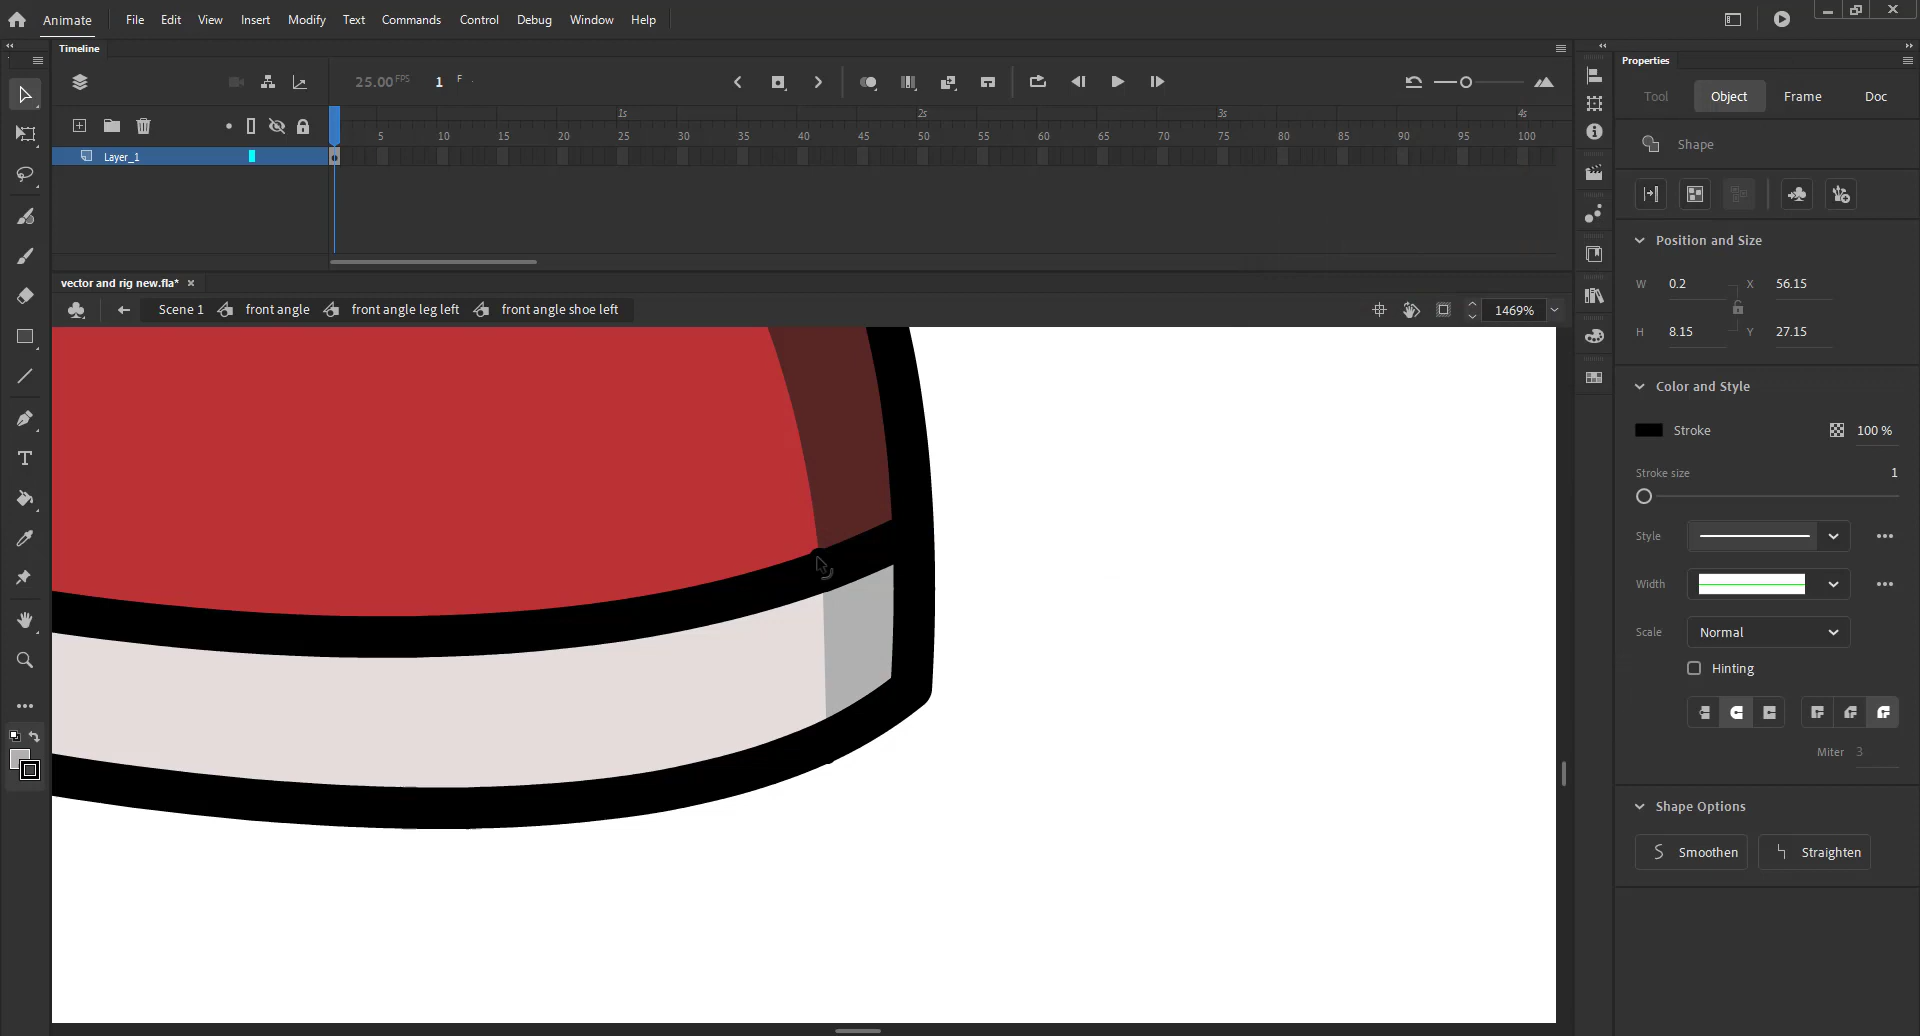 Animate File Edit View Insert Modify Text Commands Control Debug Window Help
Timeline
25.00 FPS 1 F
1s 2s 3s 4s
5 10 15 20 25 30 35 40 45 50 55 60 65 70 75 80 85 90 95 100
Layer_1
vector and rig new.fla*
Scene 1 front angle front angle leg left front angle shoe left
1469%
Properties
Tool Object Frame Doc
Shape
Position and Size
W 0.2 X 56.15
H 8.15 Y 27.15
Color and Style
Stroke 100 %
Stroke size 1
Style
Width
Scale Normal
Hinting
Miter 3
Shape Options
Smoothen Straighten